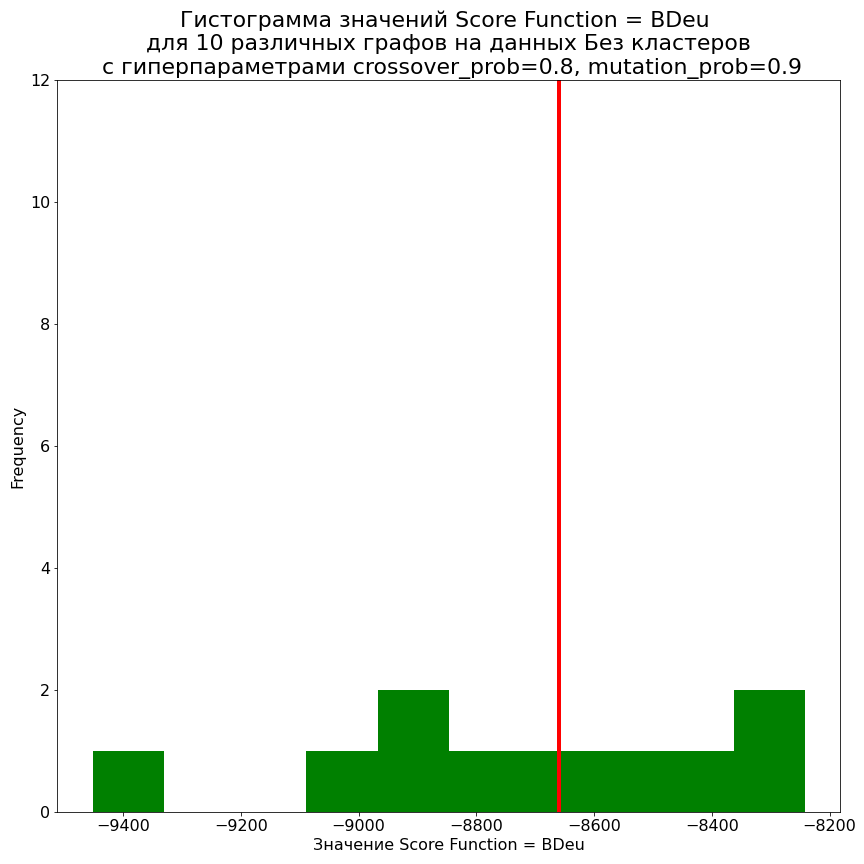 Гистограмма значений Score Function = BDeu
для 10 различных графов на данных Без кластеров
с гиперпараметрами crossover_prob=0.8, mutation_prob=0.9
12
10
8
6
4
2
0
Frequency
−9400 −9200 −9000 −8800 −8600 −8400 −8200
Значение Score Function = BDeu